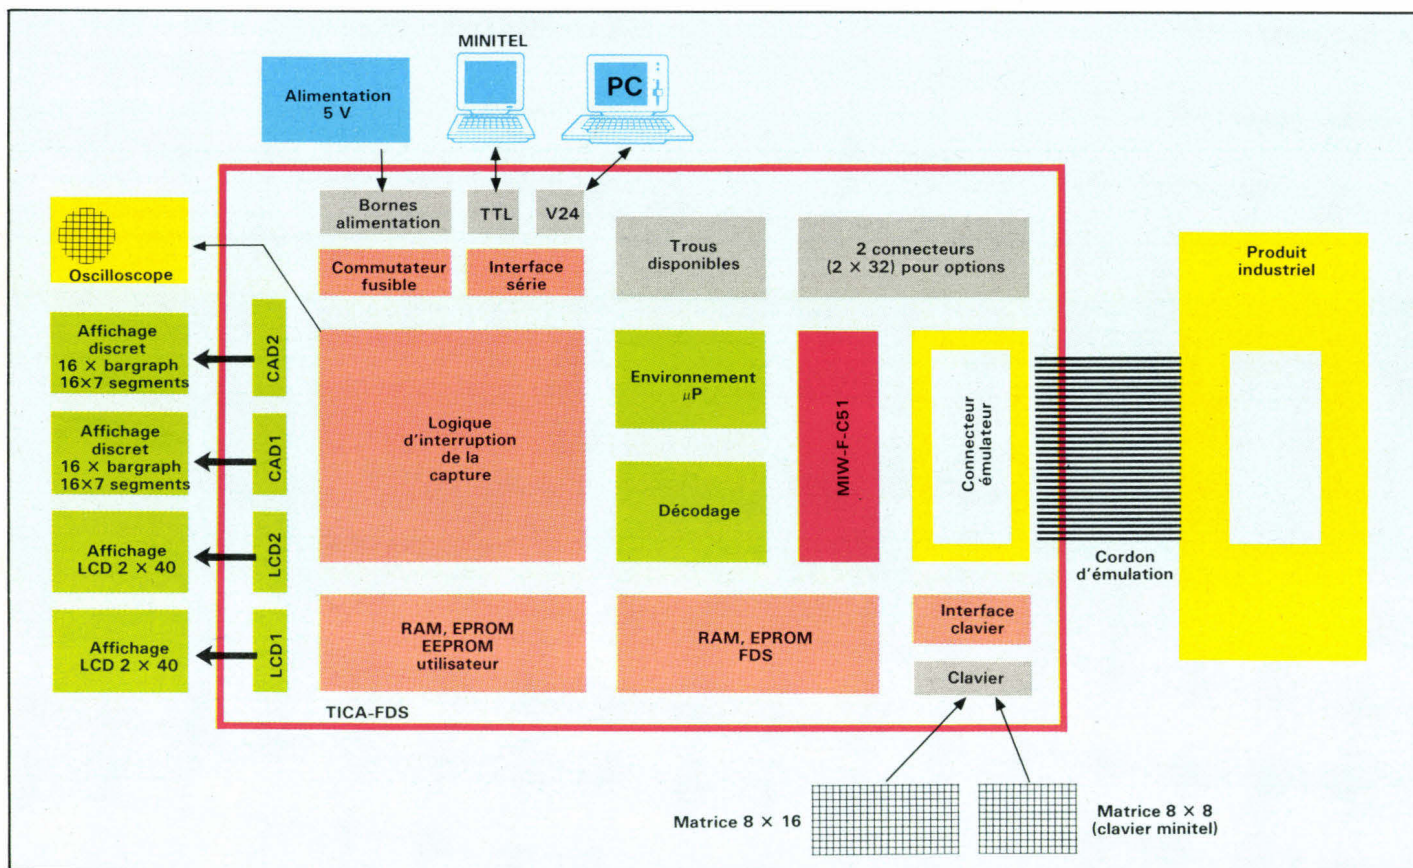 MINITEL
Alimentation
5 V
PC
Bornes
alimentation
TTL
V24
Oscilloscope
Commutateur
fusible
Interface
série
Trous
disponibles
2 connecteurs
(2 × 32) pour options
Produit
industriel
Affichage
discret
16 × bargraph
16×7 segments
CAD2
Affichage
discret
16 × bargraph
16×7 segments
CAD1
Affichage
LCD 2 × 40
LCD2
Affichage
LCD 2 × 40
LCD1
Logique
d'interruption
de la
capture
Environnement
μP
Décodage
MIW-F-C51
Connecteur
émulateur
Cordon
d'émulation
RAM, EPROM
EEPROM
utilisateur
RAM, EPROM
FDS
Interface
clavier
Clavier
TICA-FDS
Matrice 8 × 16
Matrice 8 × 8
(clavier minitel)